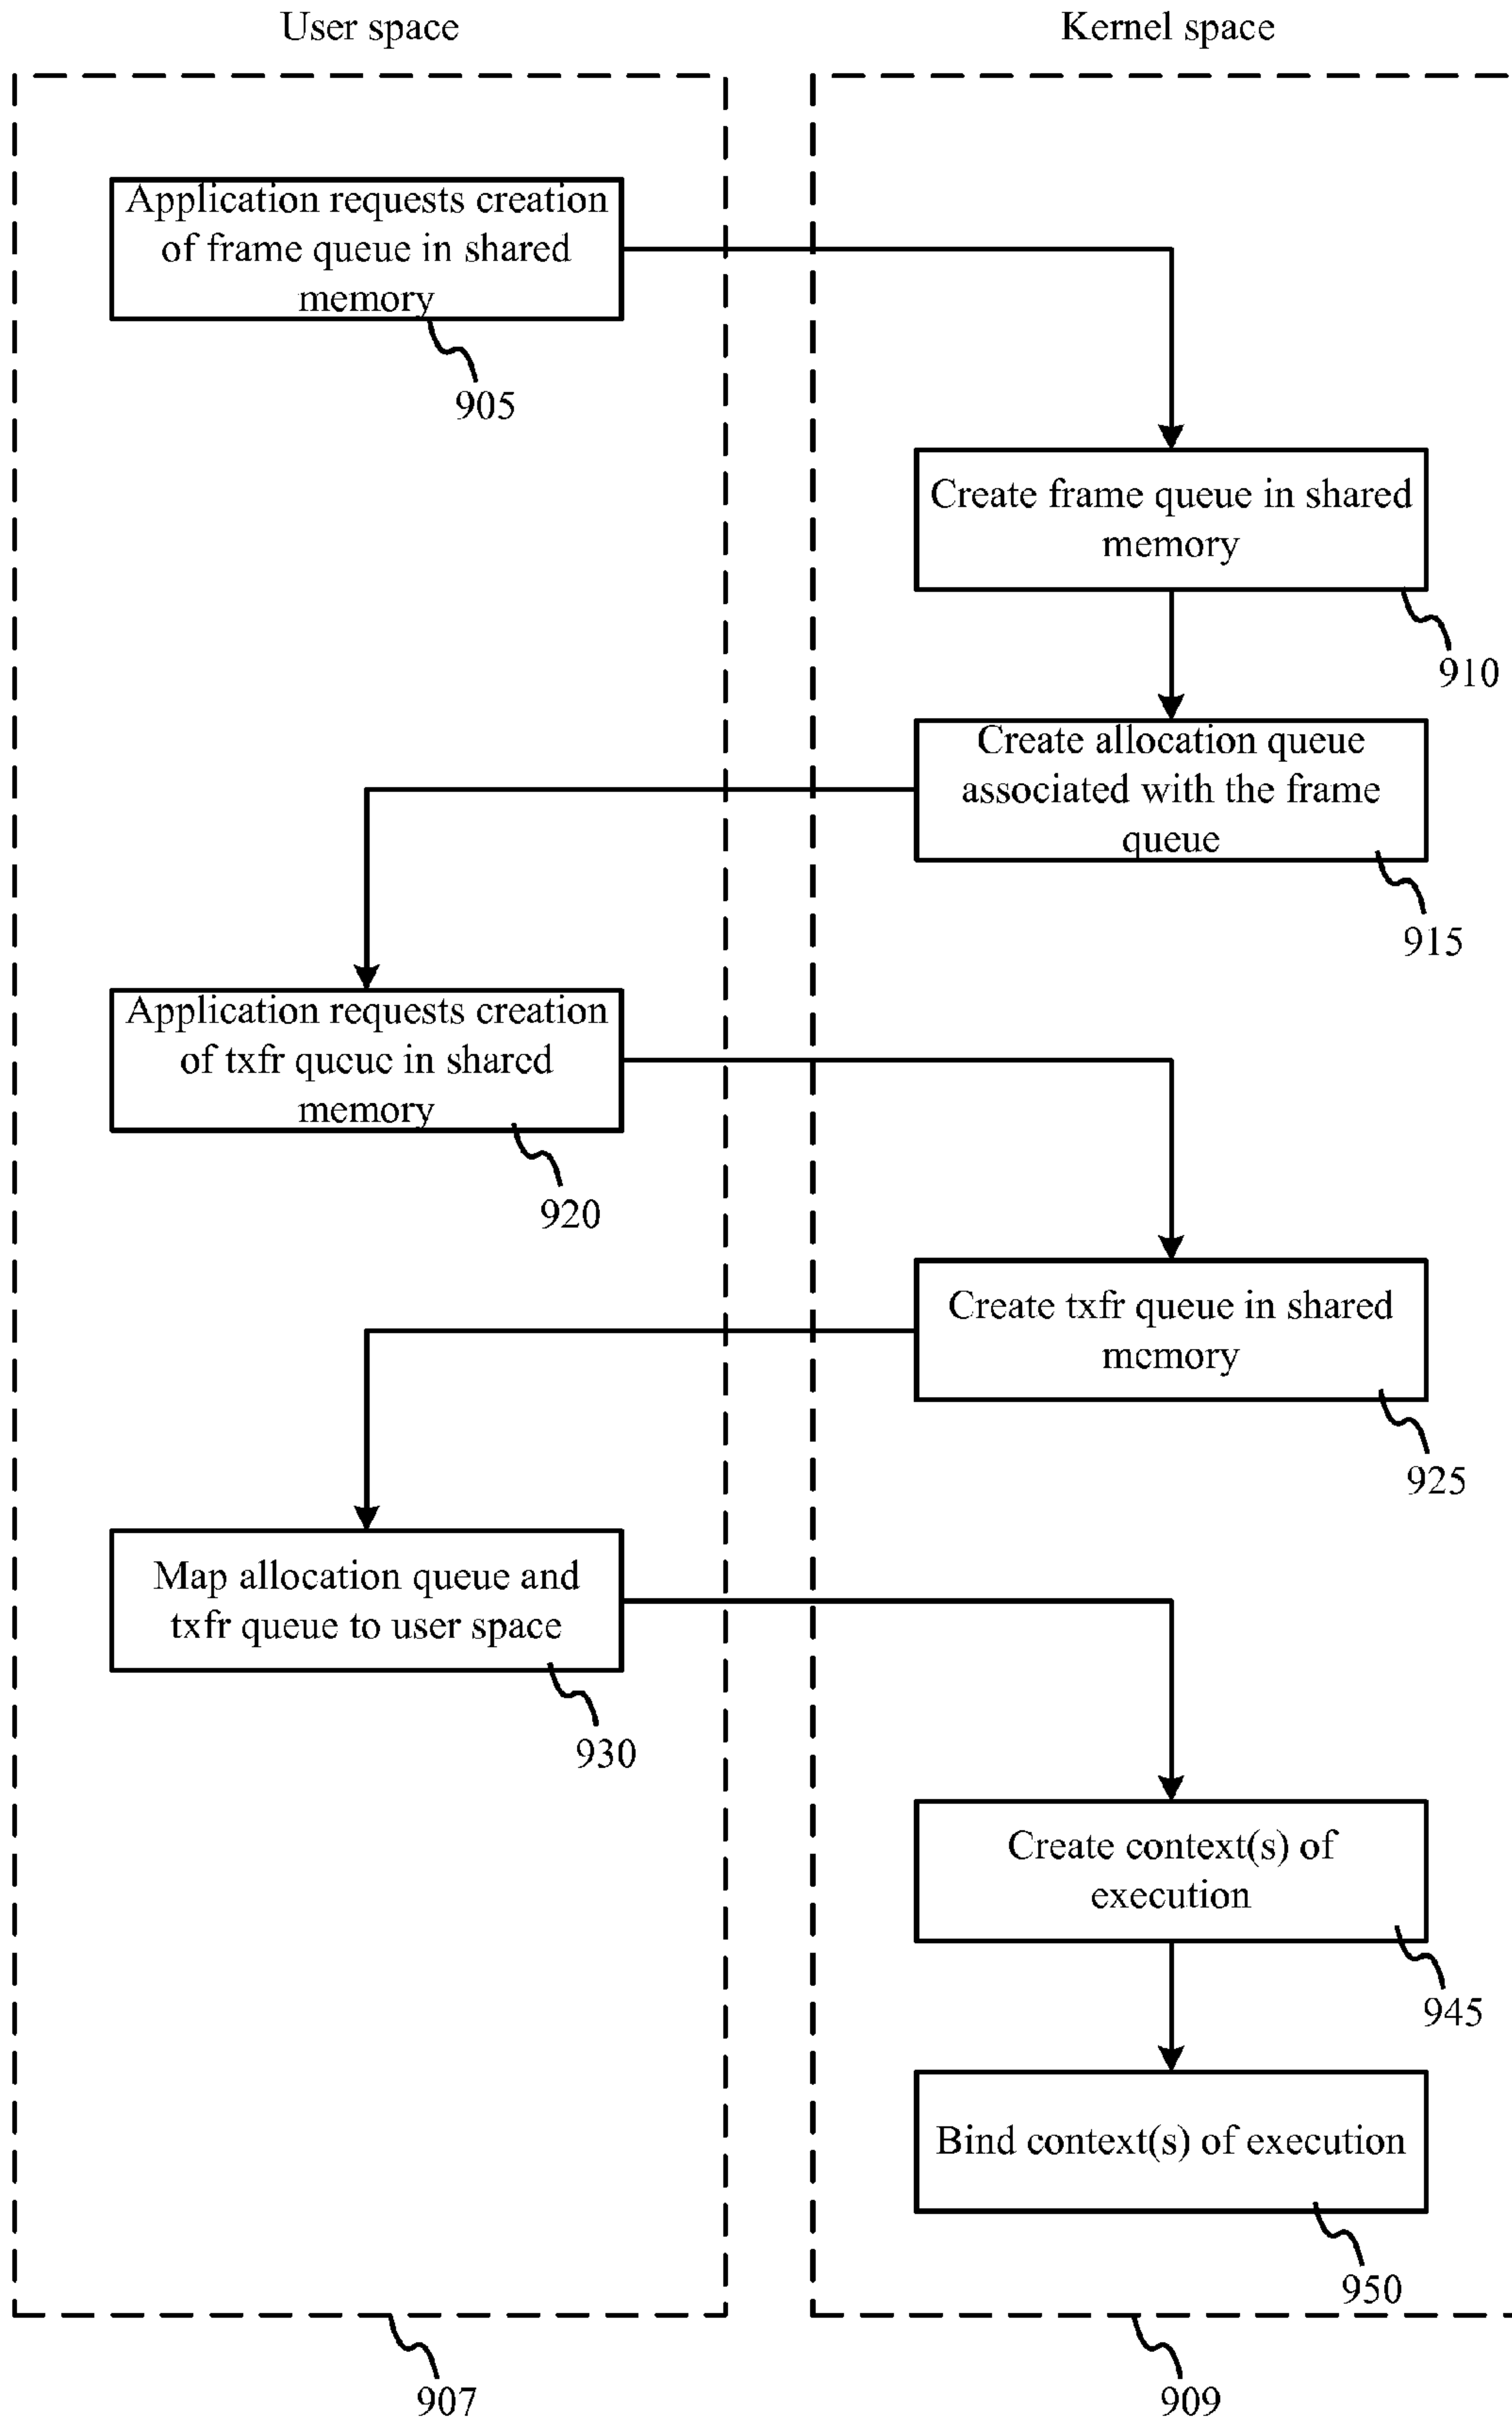 User space
Kernel space
Application requests creation
of frame queue in shared
memory
905
Create frame queue in shared
memory
910
Create allocation queue
associated with the frame
queue
915
Application requests creation
of txfr queue in shared
memory
920
Create txfr queue in shared
memory
925
Map allocation queue and
txfr queue to user space
930
Create context(s) of
execution
945
Bind context(s) of execution
950
907
909